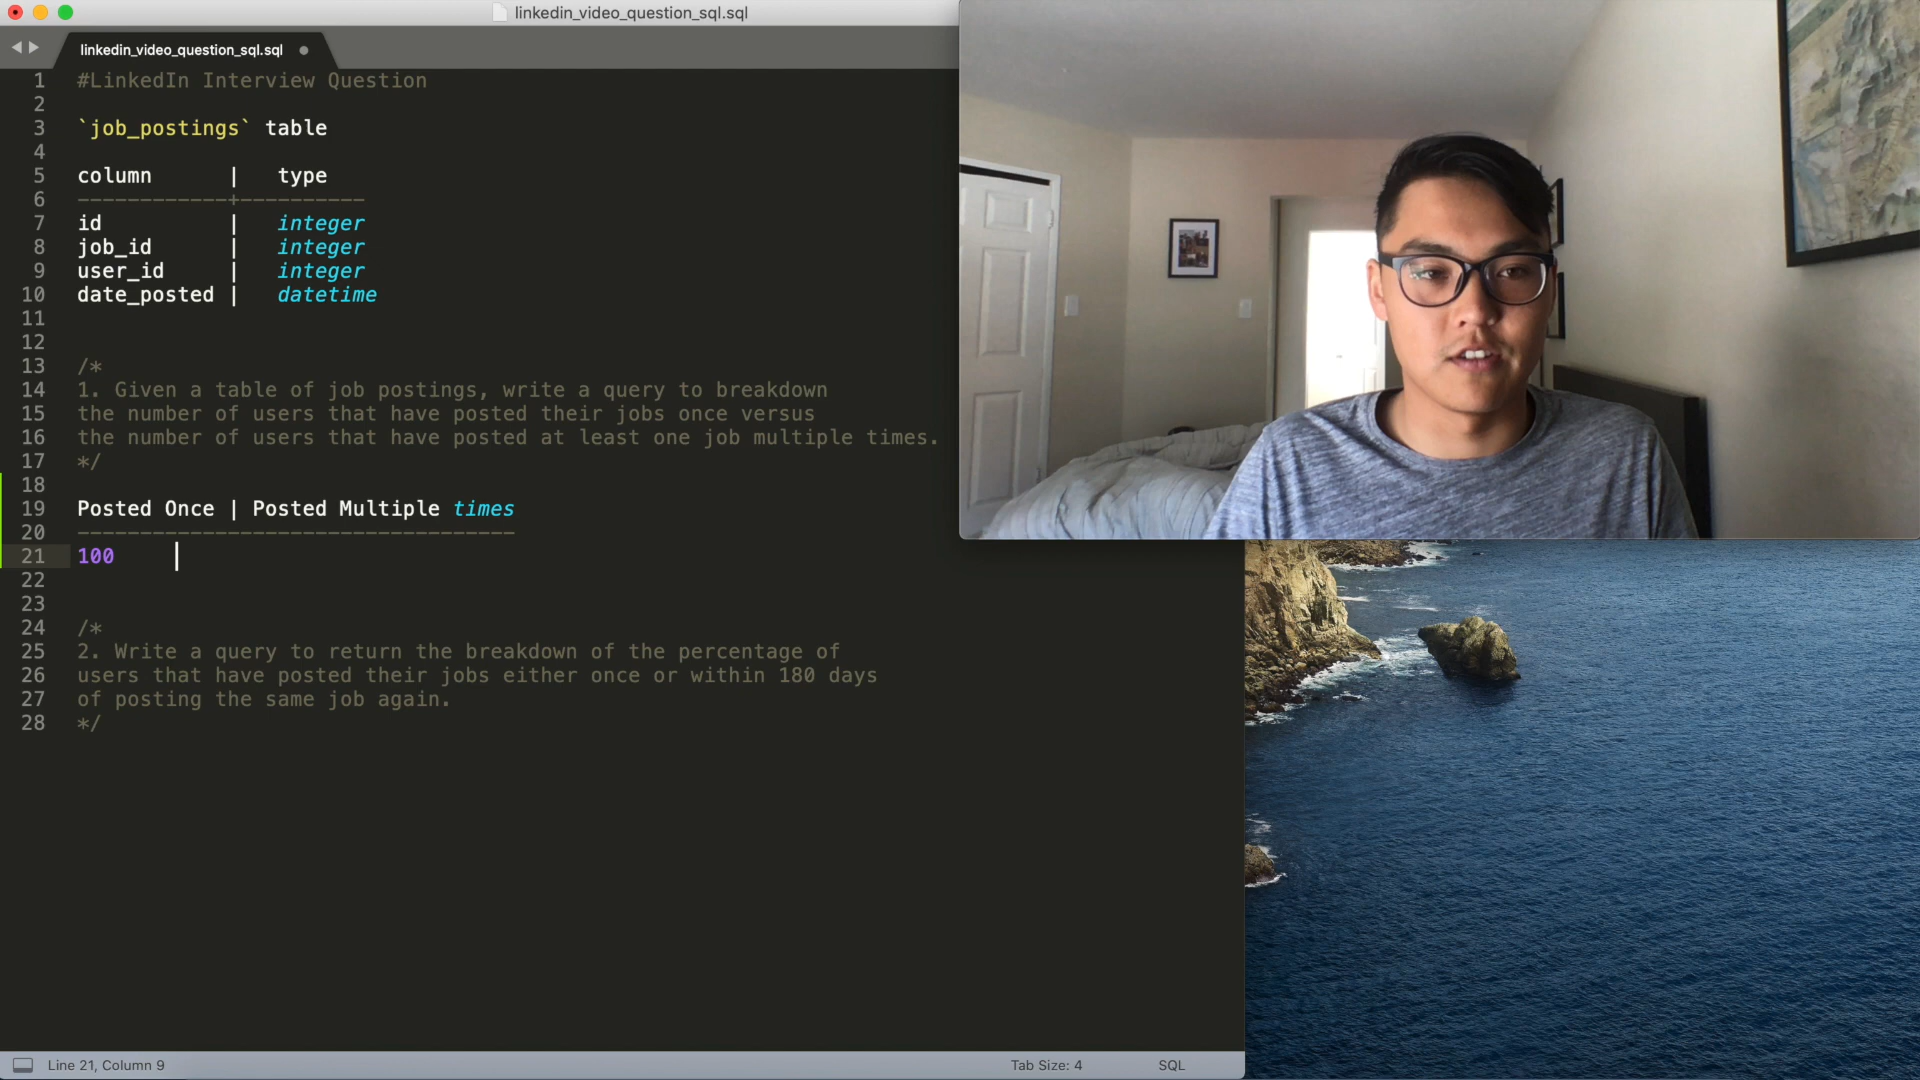 linkedin_video_question_sql.sql
linkedin_video_question_sql.sql
1 #LinkedIn Interview Question
2
3 `job_postings` table
4
5 column | type
6 ------------+----------
7 id | integer
8 job_id | integer
9 user_id | integer
10 date_posted | datetime
11
12
13 /*
14 1. Given a table of job postings, write a query to breakdown
15 the number of users that have posted their jobs once versus
16 the number of users that have posted at least one job multiple times.
17 */
18
19 Posted Once | Posted Multiple times
20 -----------------------------------
21 100
22
23
24 /*
25 2. Write a query to return the breakdown of the percentage of
26 users that have posted their jobs either once or within 180 days
27 of posting the same job again.
28 */
Line 21, Column 9 Tab Size: 4 SQL